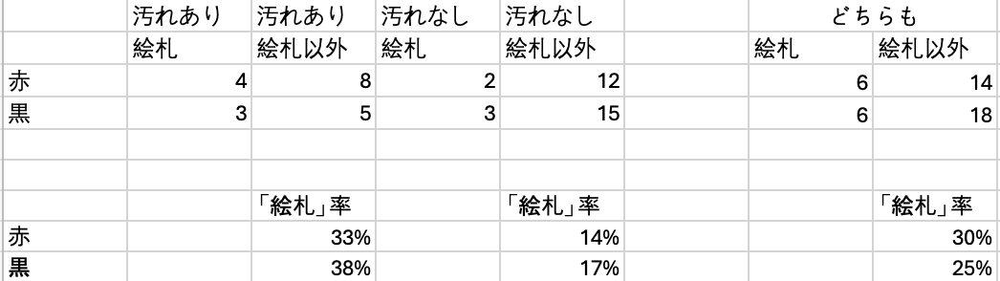 汚れあり 汚れあり 汚れなし 汚れなし どちらも
絵札 絵札以外 絵札 絵札以外 絵札 絵札以外
赤 4 8 2 12 6 14
黒 3 5 3 15 6 18
「絵札」率 「絵札」率 「絵札」率
赤 33% 14% 30%
黒 38% 17% 25%